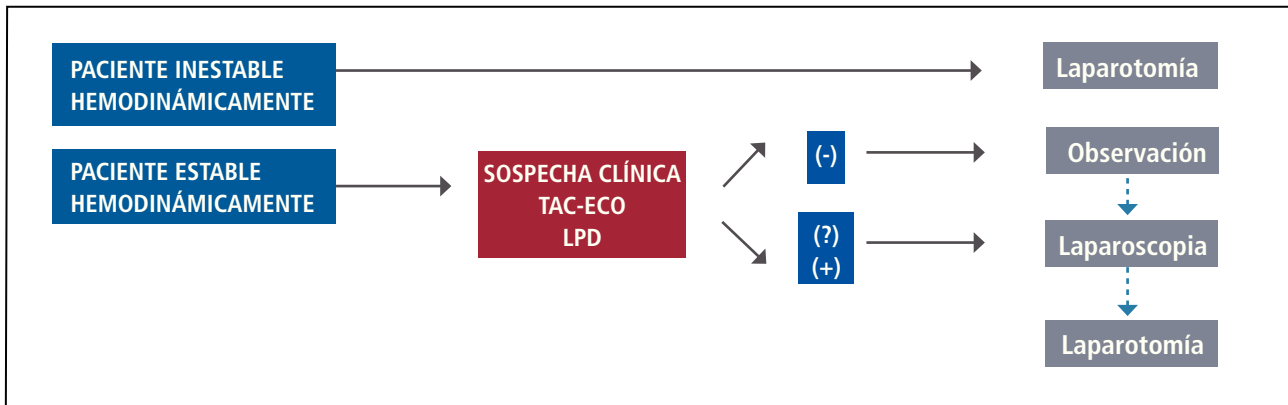 PACIENTE INESTABLE
HEMODINÁMICAMENTE
Laparotomía
PACIENTE ESTABLE
HEMODINÁMICAMENTE
SOSPECHA CLÍNICA
TAC-ECO
LPD
(-)
Observación
(?)
(+)
Laparoscopia
Laparotomía